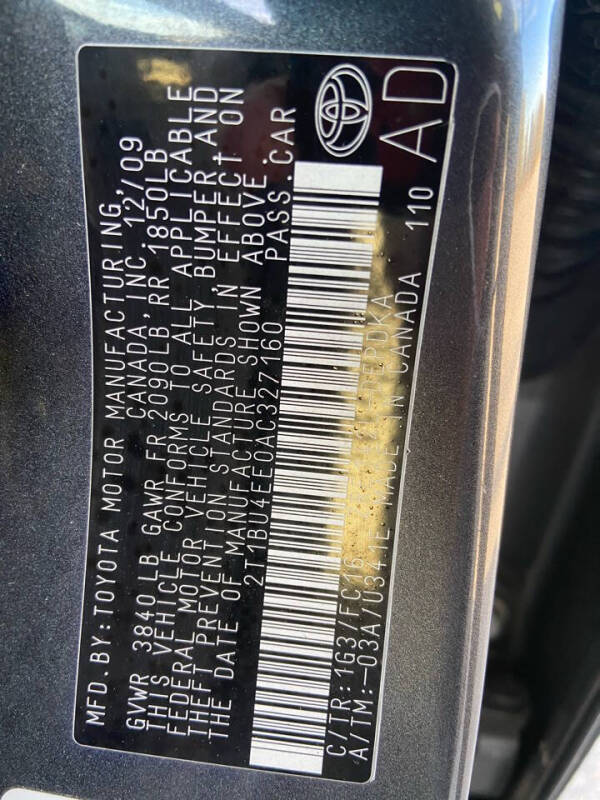 MFD.BY:TOYOTA MOTOR MANUFACTURING,
CANADA, INC. 12/09
GVWR 3840 LB GAWR FR 2090LB,RR 1850LB
THIS VEHICLE CONFORMS TO ALL APPLICABLE
FEDERAL MOTOR VEHICLE SAFETY, BUMPER,AND
THEFT PREVENTION STANDARDS IN EFFECT ON
THE DATE OF MANUFACTURE SHOWN ABOVE.
2T1BU4EE0AC327160 PASS.CAR
C/TR:1G3/FC16
A/TM:-03A/U341E MADE IN CANADA 110
AD